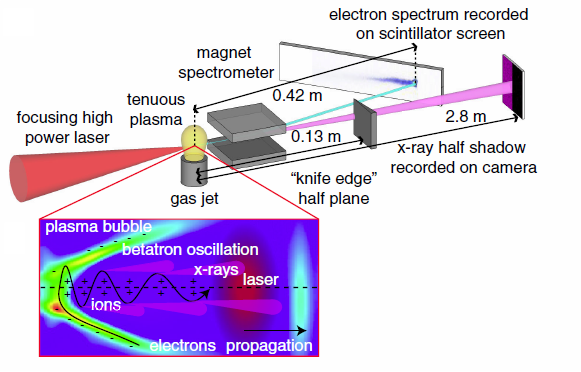 electron spectrum recorded
on scintillator screen
magnet
spectrometer
tenuous
plasma
focusing high
power laser
0.42 m
0.13 m
2.8 m
x-ray half shadow
recorded on camera
"knife edge"
half plane
gas jet
plasma bubble
betatron oscillation
x-rays
laser
ions
electrons
propagation